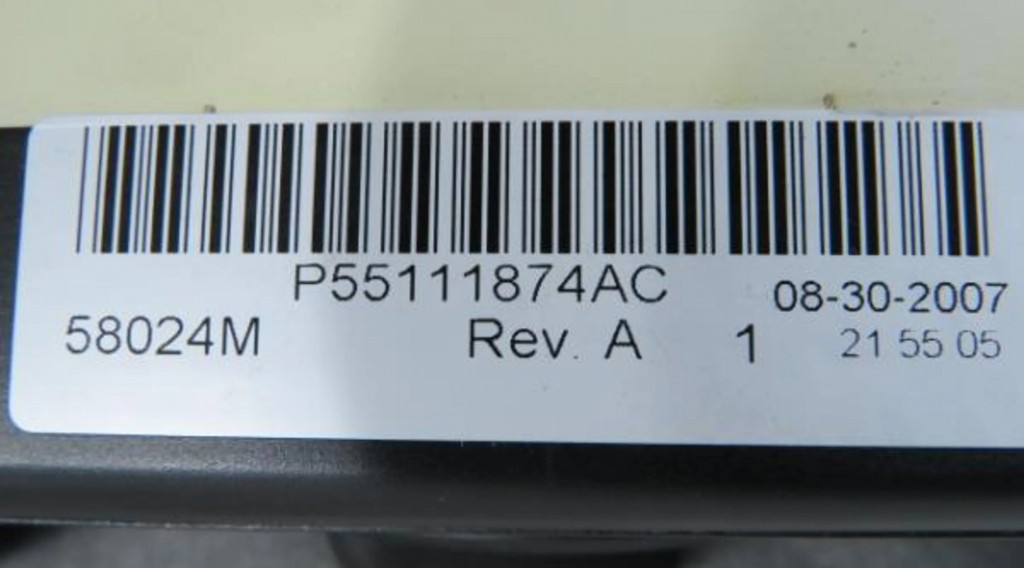 P55111874AC 08-30-2007
58024M Rev. A 1 21 55 05